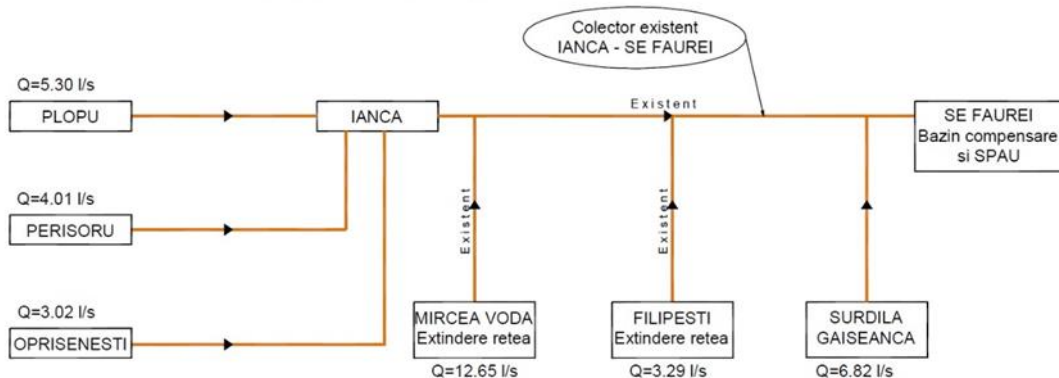 Colector existent
IANCA - SE FAUREI
Q=5.30 l/s
PLOPU
IANCA
Existent
SE FAUREI
Bazin compensare
si SPAU
Q=4.01 l/s
PERISORU
Existent
Existent
Q=3.02 l/s
OPRISENESTI
MIRCEA VODA
Extindere retea
Q=12.65 l/s
FILIPESTI
Extindere retea
Q=3.29 l/s
SURDILA
GAISEANCA
Q=6.82 l/s